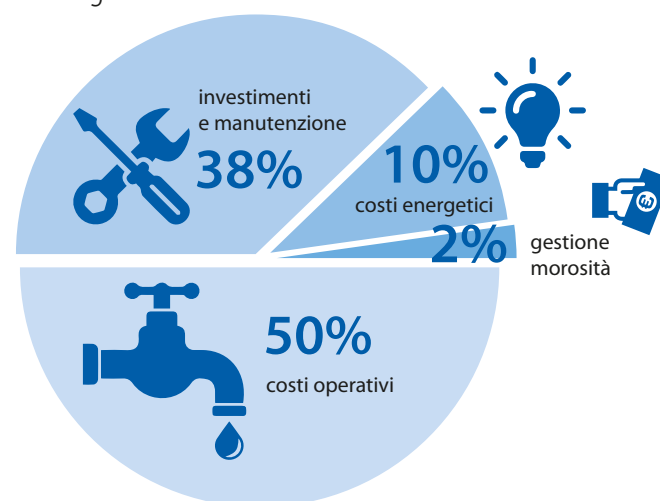 investimenti
e manutenzione
38%
10%
costi energetici
2%
gestione
morosità
50%
costi operativi